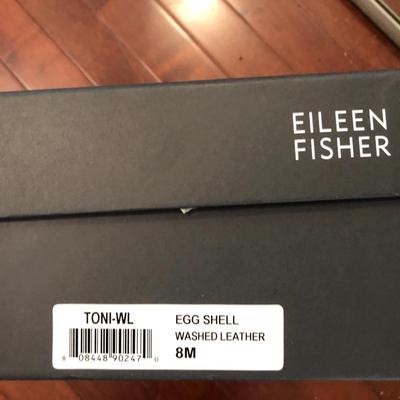 EILEEN
FISHER
TONI-WL
EGG SHELL
WASHED LEATHER
8M
8 08448 90247 0